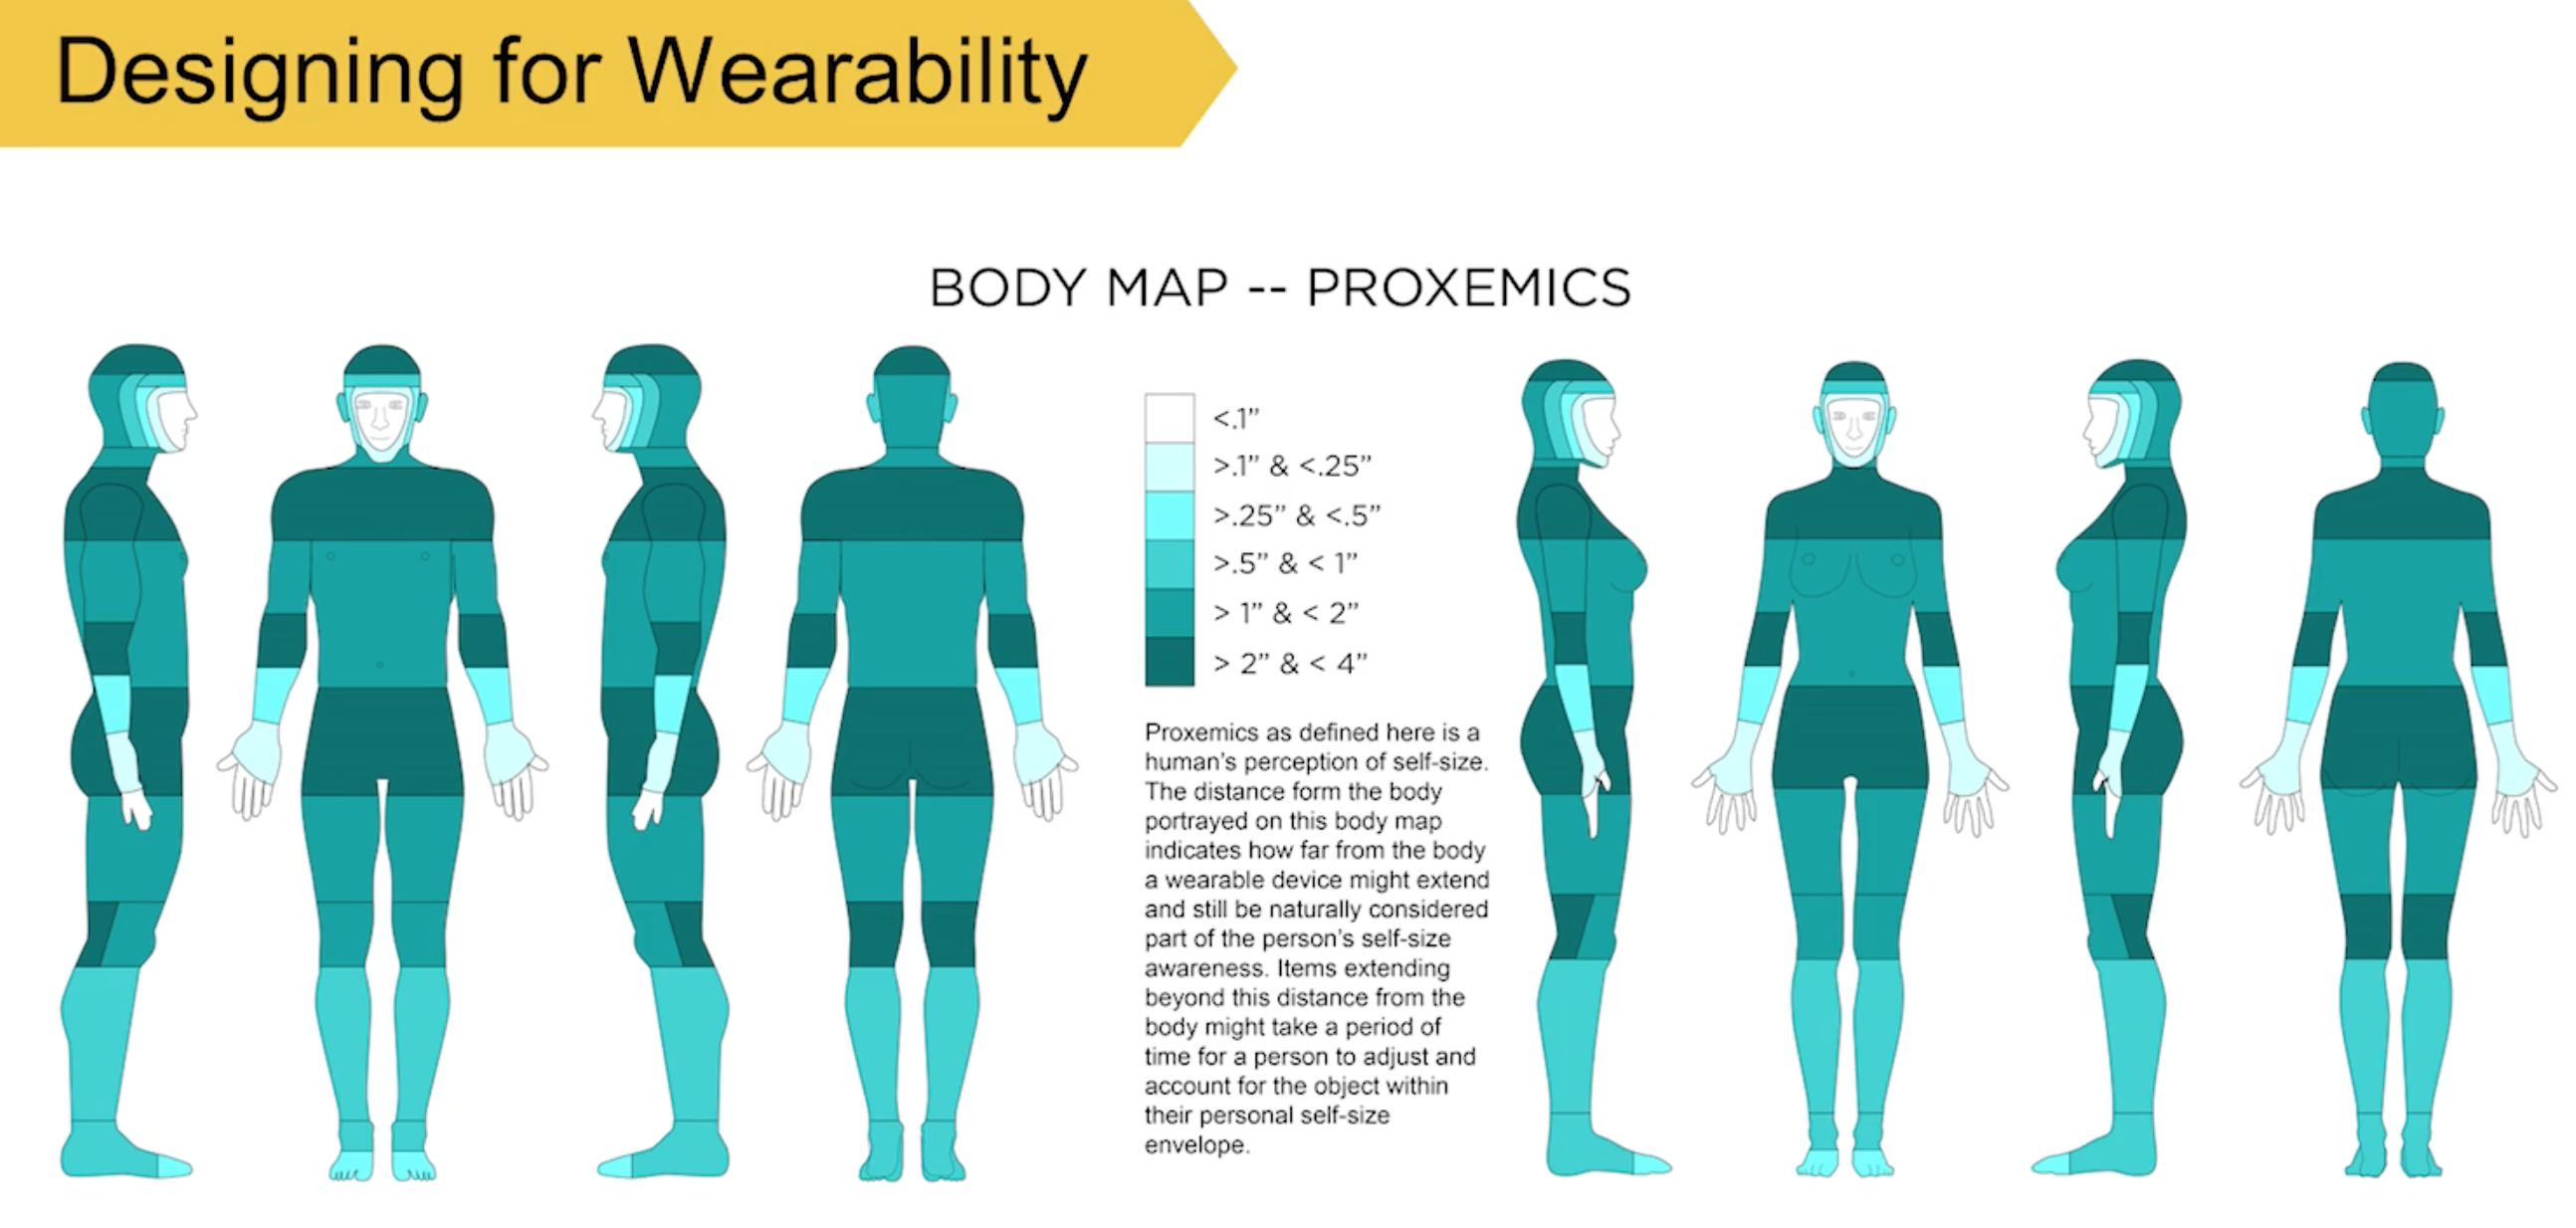 Designing for Wearability
BODY MAP -- PROXEMICS
<.1”
>.1” & <.25”
>.25” & <.5”
>.5” & < 1”
> 1” & < 2”
> 2” & < 4”
Proxemics as defined here is a
human's perception of self-size.
The distance form the body
portrayed on this body map
indicates how far from the body
a wearable device might extend
and still be naturally considered
part of the person's self-size
awareness. Items extending
beyond this distance from the
body might take a period of
time for a person to adjust and
account for the object within
their personal self-size
envelope.